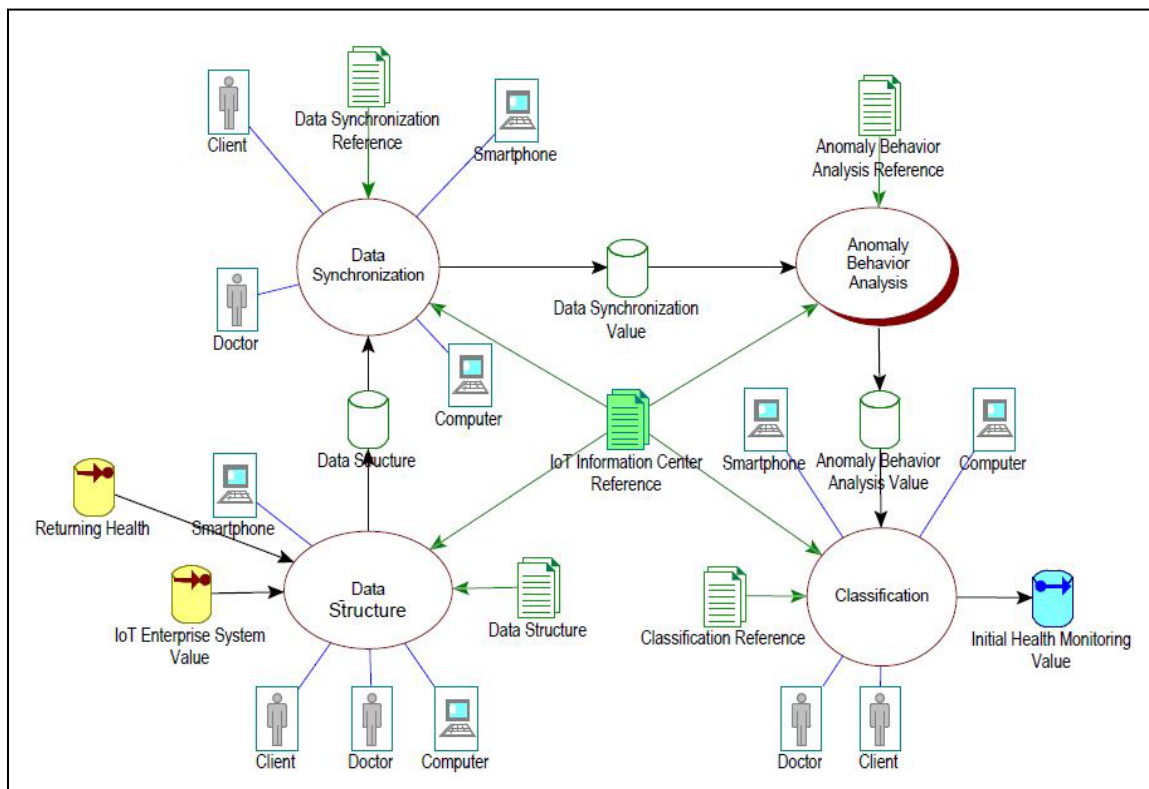 Client
Data Synchronization
Reference
Smartphone
Anomaly Behavior
Analysis Reference
Data
Synchronization
Anomaly
Behavior
Analysis
Doctor
Data Synchronization
Value
Computer
Data Structure
IoT Information Center
Reference
Smartphone
Anomaly Behavior
Analysis Value
Computer
Returning Health
Smartphone
IoT Enterprise System
Value
Data
Structure
Data Structure
Classification Reference
Classification
Initial Health Monitoring
Value
Client
Doctor
Computer
Doctor
Client